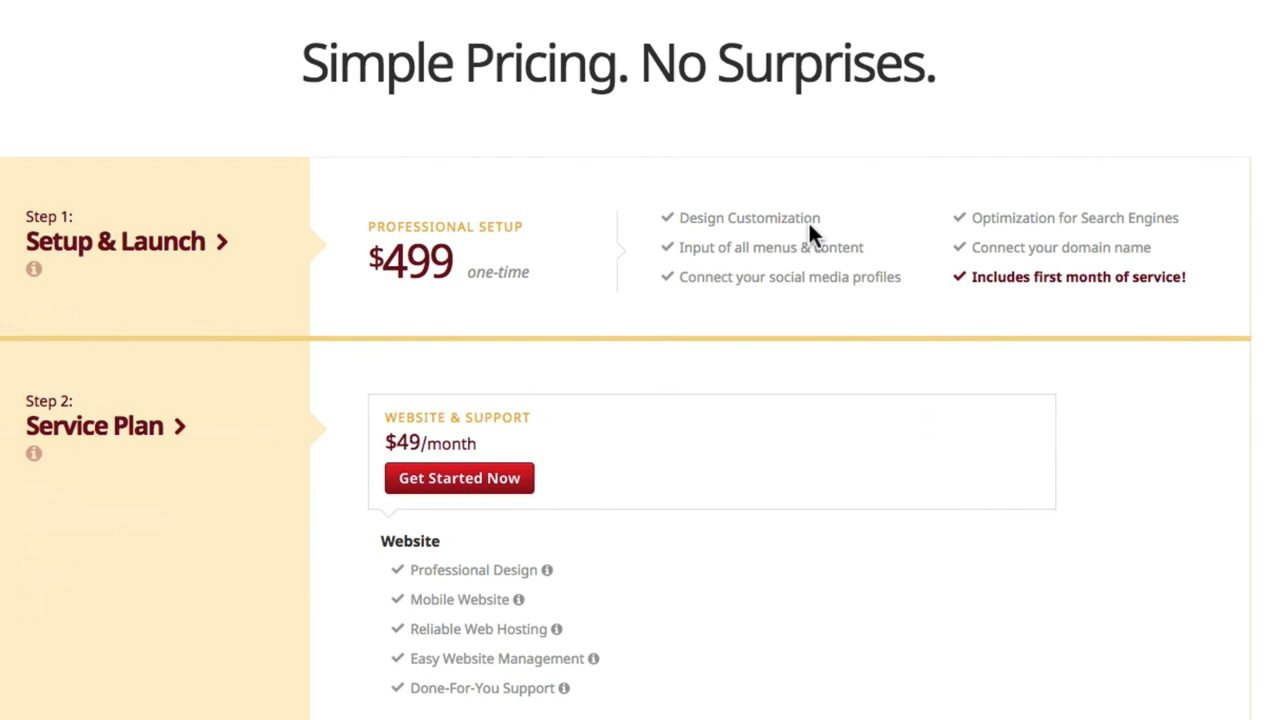 Simple Pricing. No Surprises.
Step 1:
Setup & Launch
PROFESSIONAL SETUP
$499 one-time
Design Customization
Input of all menus & content
Connect your social media profiles
Optimization for Search Engines
Connect your domain name
Includes first month of service!
Step 2:
Service Plan
WEBSITE & SUPPORT
$49/month
Get Started Now
Website
Professional Design
Mobile Website
Reliable Web Hosting
Easy Website Management
Done-For-You Support